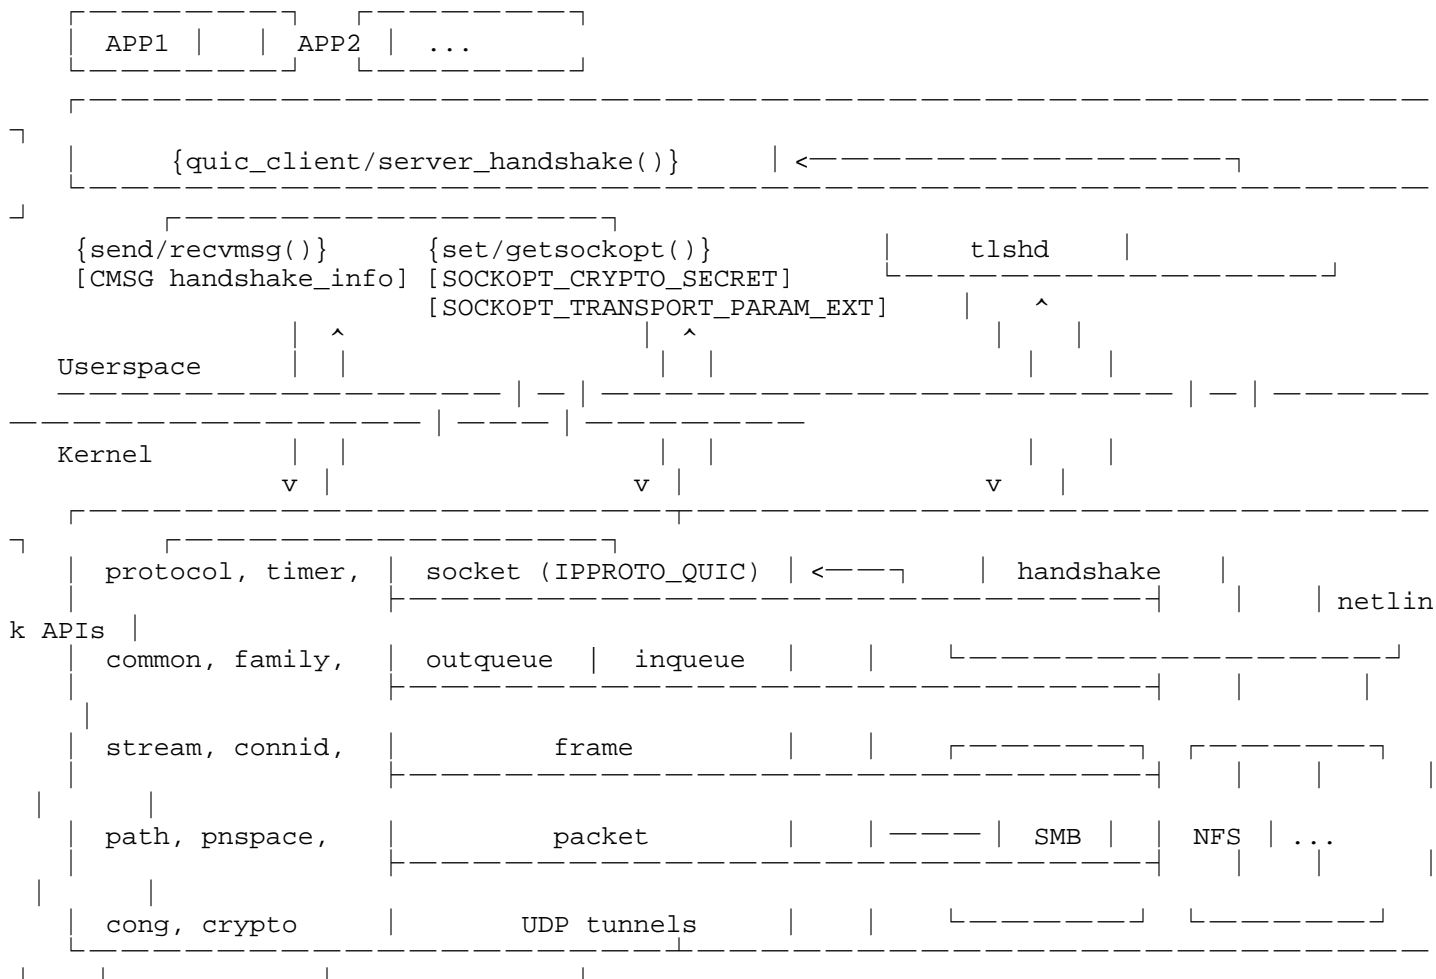 APP1 | | APP2 | ...
| {quic_client/server_handshake()} | <
{send/recvmsg()} {set/getsockopt()} | tlshd |
[CMSG handshake_info] [SOCKOPT_CRYPTO_SECRET]
[SOCKOPT_TRANSPORT_PARAM_EXT] | ^
| ^ | ^ | |
Userspace | | | | | |
Kernel | | | | | |
v | v | v |
| protocol, timer, | socket (IPPROTO_QUIC) | < | handshake |
| netlin
k APIs |
| common, family, | outqueue | inqueue | |
| stream, connid, | frame | |
| path, pnspace, | packet | | | SMB | | NFS | ...
| cong, crypto | UDP tunnels | |